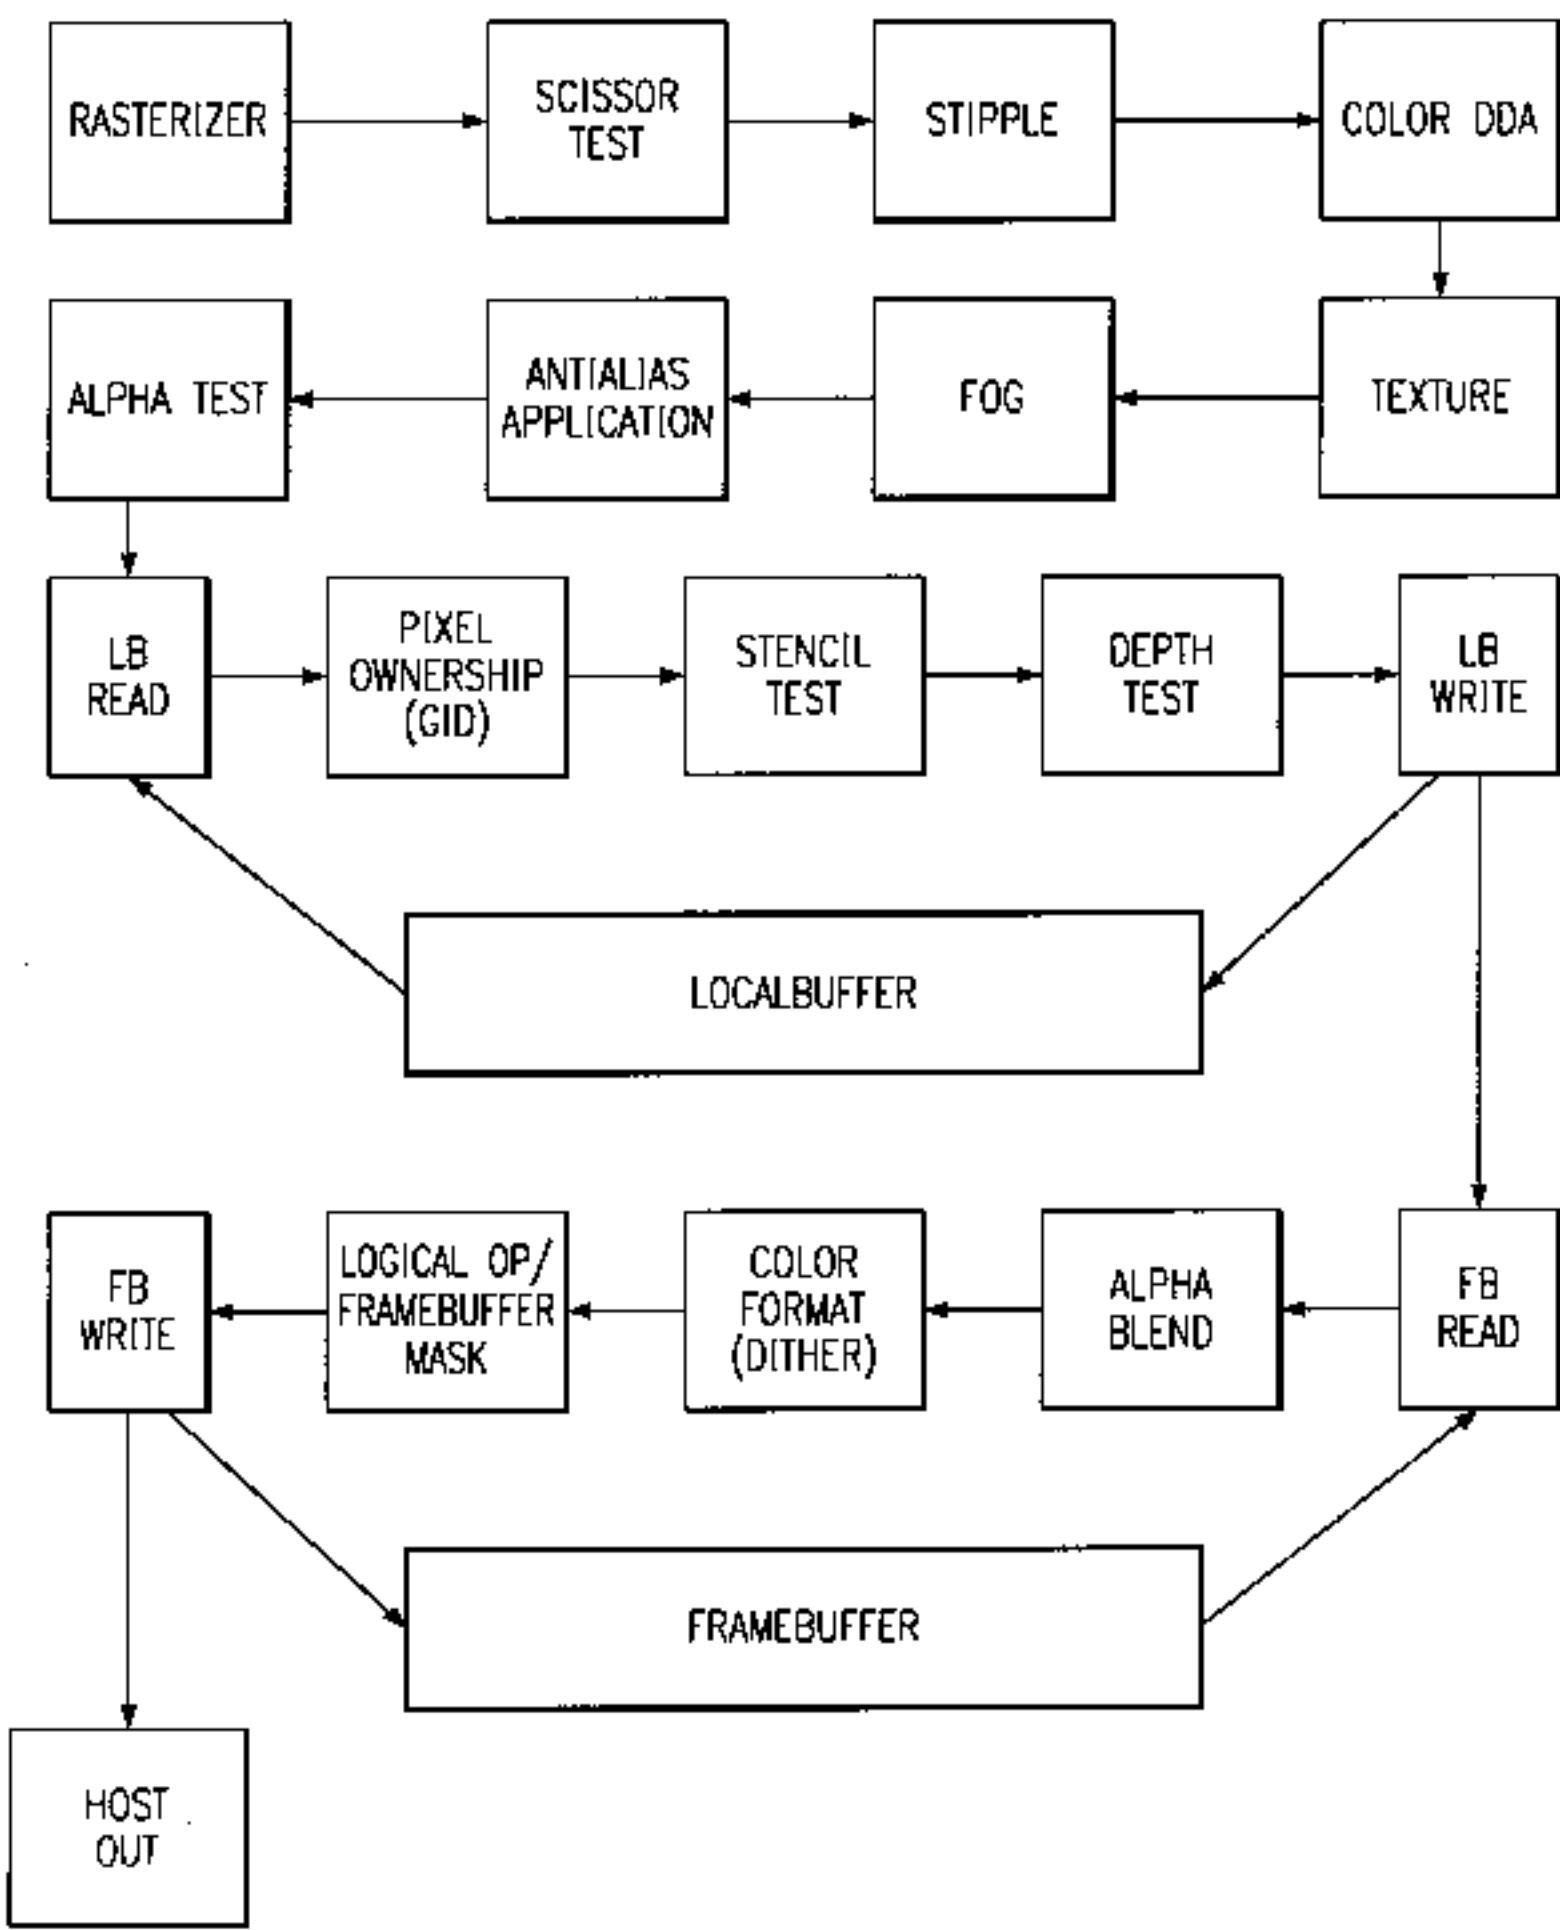 RASTERIZER
SCISSOR
TEST
STIPPLE
COLOR DDA
ALPHA TEST
ANTIALIAS
APPLICATION
FOG
TEXTURE
LB
READ
PIXEL
OWNERSHIP
(GID)
STENCIL
TEST
DEPTH
TEST
LB
WRITE
LOCALBUFFER
FB
WRITE
LOGICAL OP/
FRAMEBUFFER
MASK
COLOR
FORMAT
(DITHER)
ALPHA
BLEND
FB
READ
FRAMEBUFFER
HOST
OUT